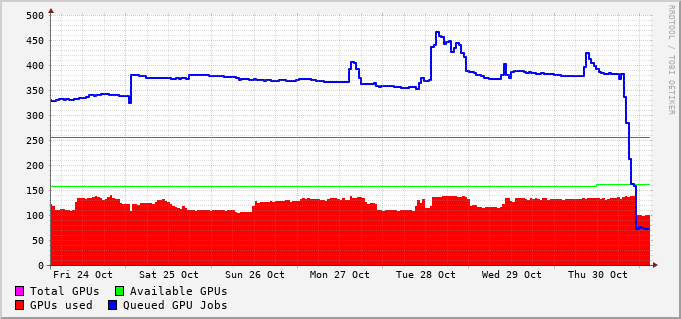 RRDTOOL / TOBI OETIKER
500
450
400
350
300
250
200
150
100
50
0
Fri 24 Oct Sat 25 Oct Sun 26 Oct Mon 27 Oct Tue 28 Oct Wed 29 Oct Thu 30 Oct
Total GPUs Available GPUs
GPUs used Queued GPU Jobs